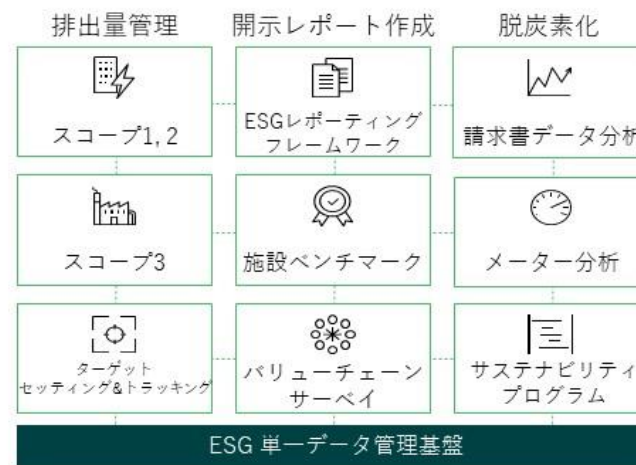 排出量管理
開示レポート作成
脱炭素化
スコープ1, 2
ESGレポーティング
フレームワーク
請求書データ分析
スコープ3
施設ベンチマーク
メーター分析
ターゲット
セッティング&トラッキング
バリューチェーン
サーベイ
サステナビリティ
プログラム
ESG 単一データ管理基盤